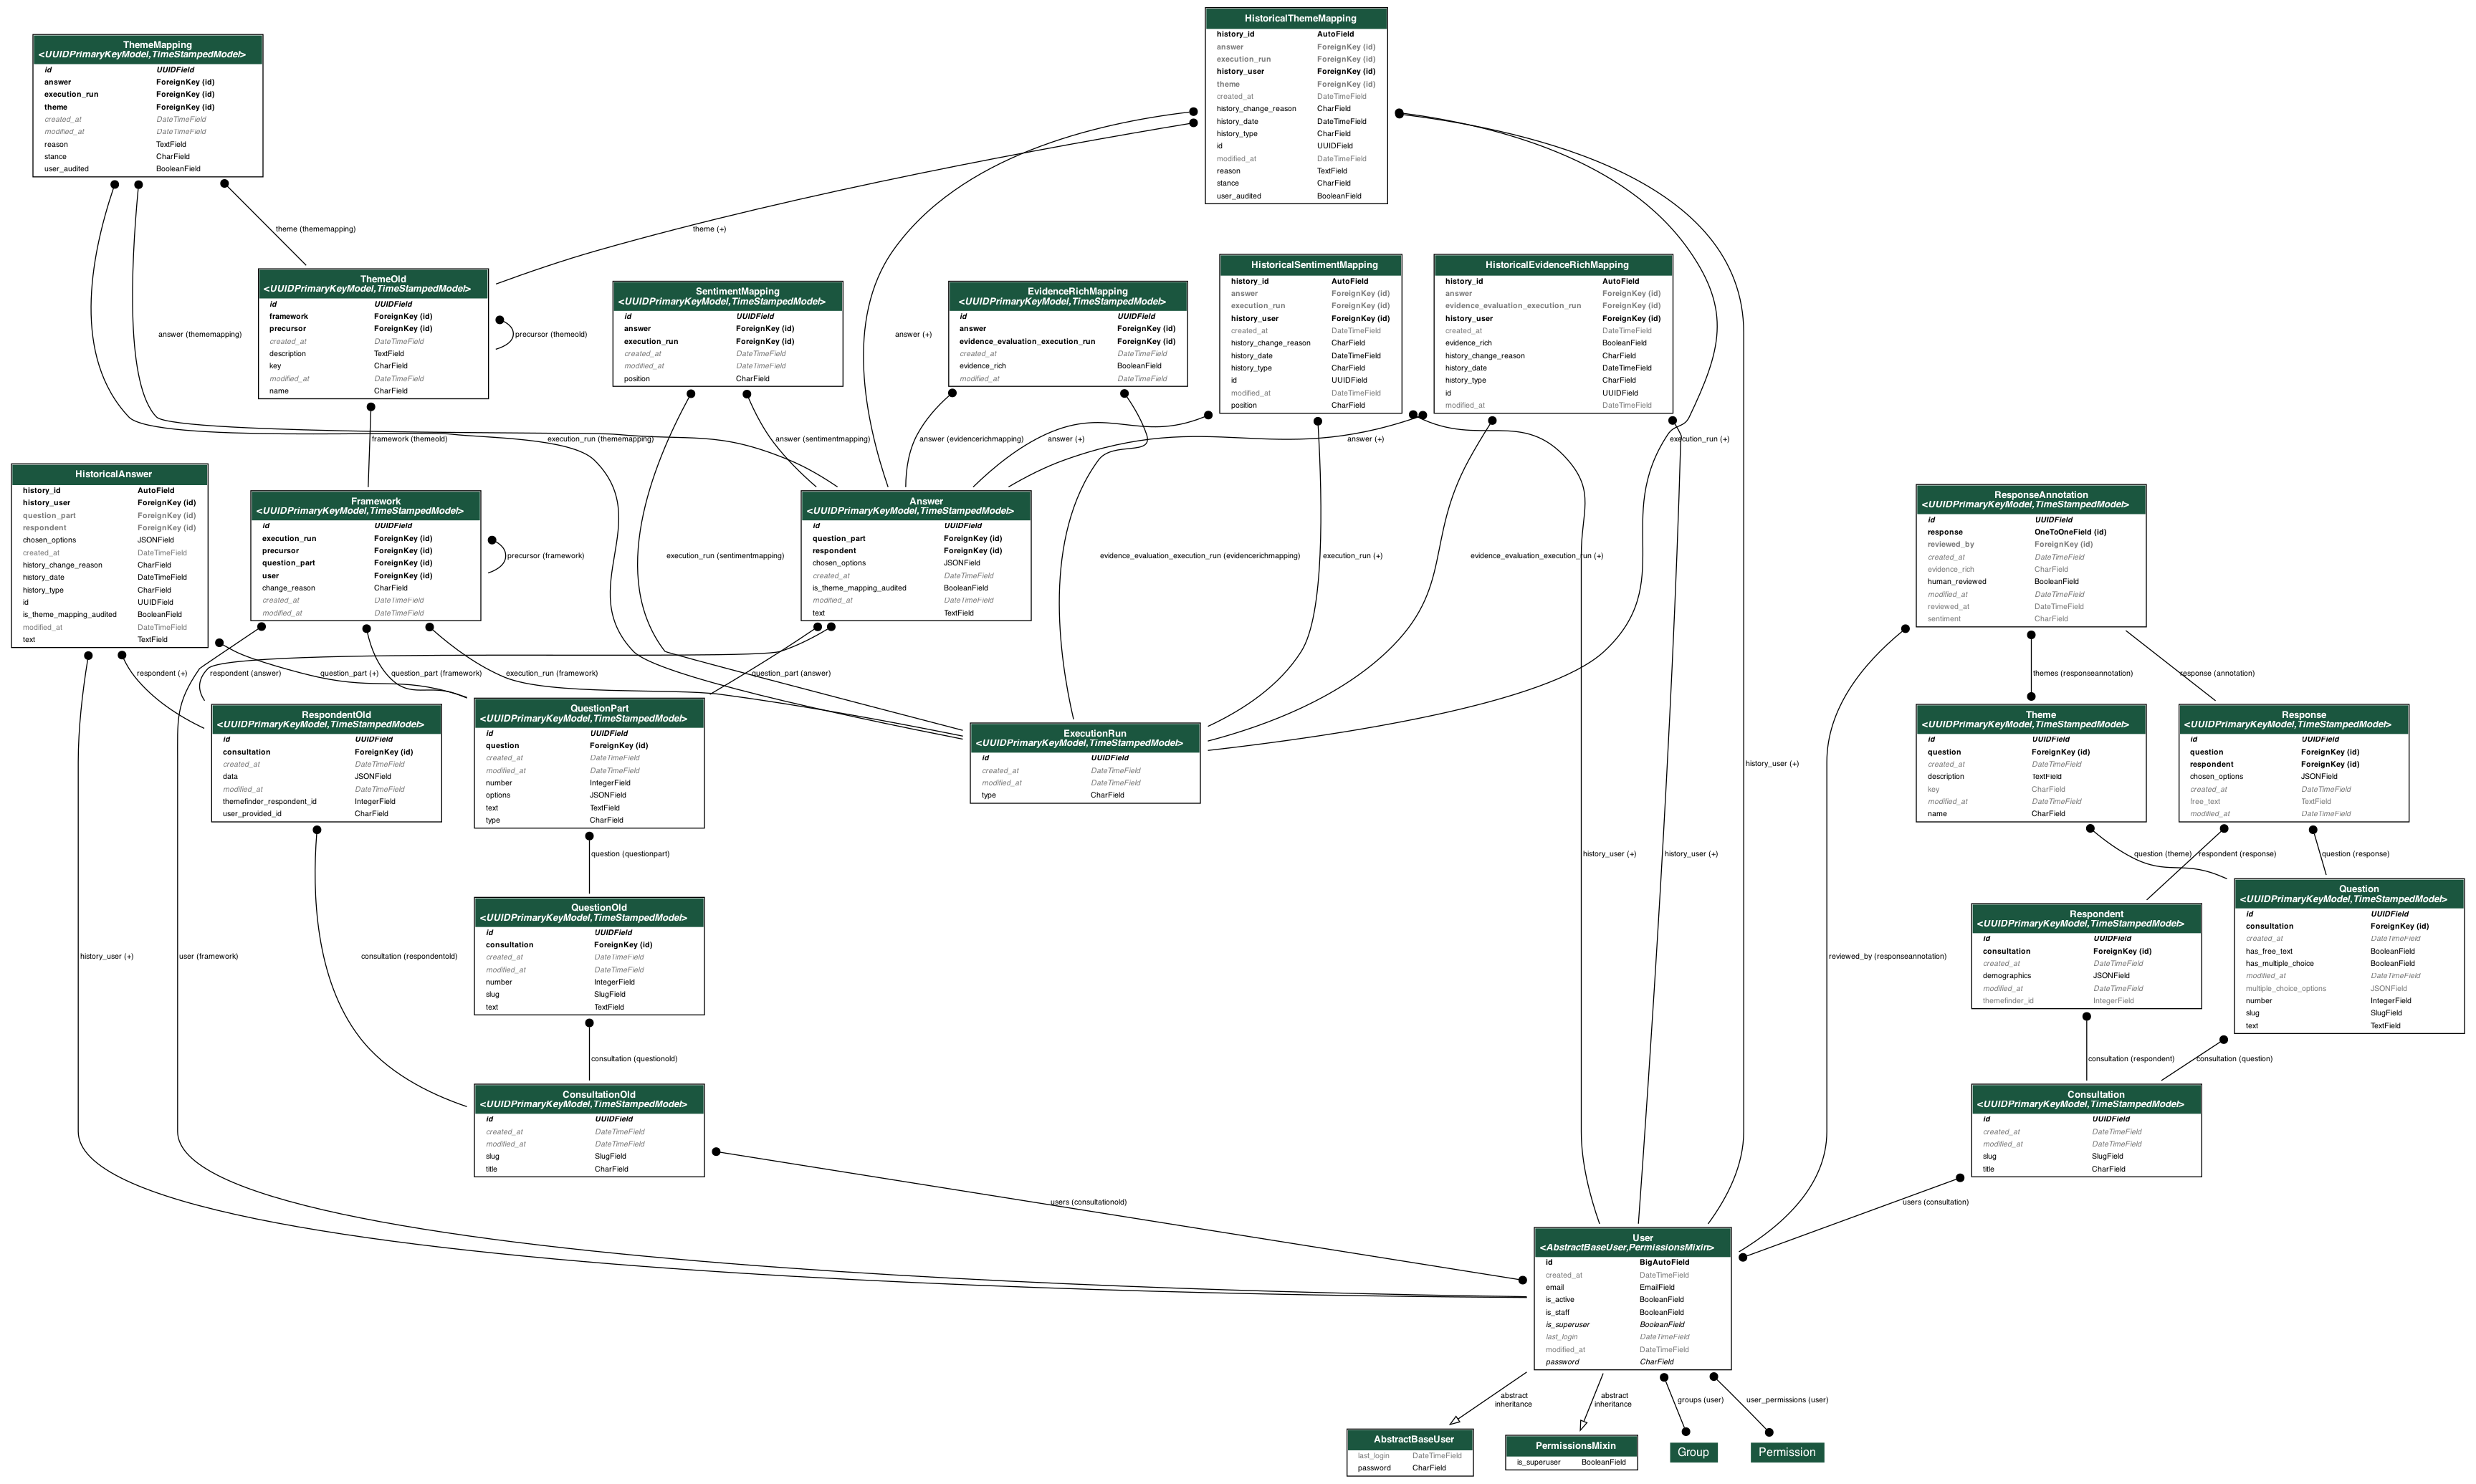 HistoricalThemeMapping
history_id AutoField
answer ForeignKey (id)
execution_run ForeignKey (id)
history_user ForeignKey (id)
theme ForeignKey (id)
created_at DateTimeField
history_change_reason CharField
history_date DateTimeField
history_type CharField
id UUIDField
modified_at DateTimeField
reason TextField
stance CharField
user_audited BooleanField
ThemeMapping
<UUIDPrimaryKeyModel,TimeStampedModel>
id UUIDField
answer ForeignKey (id)
execution_run ForeignKey (id)
theme ForeignKey (id)
created_at DateTimeField
modified_at DateTimeField
reason TextField
stance CharField
user_audited BooleanField
theme (thememapping)
theme (+)
ThemeOld
<UUIDPrimaryKeyModel,TimeStampedModel>
id UUIDField
framework ForeignKey (id)
precursor ForeignKey (id)
created_at DateTimeField
description TextField
key CharField
modified_at DateTimeField
name CharField
SentimentMapping
<UUIDPrimaryKeyModel,TimeStampedModel>
id UUIDField
answer ForeignKey (id)
execution_run ForeignKey (id)
created_at DateTimeField
modified_at DateTimeField
position CharField
EvidenceRichMapping
<UUIDPrimaryKeyModel,TimeStampedModel>
id UUIDField
answer ForeignKey (id)
evidence_evaluation_execution_run ForeignKey (id)
created_at DateTimeField
evidence_rich BooleanField
modified_at DateTimeField
HistoricalSentimentMapping
history_id AutoField
answer ForeignKey (id)
execution_run ForeignKey (id)
history_user ForeignKey (id)
created_at DateTimeField
history_change_reason CharField
history_date DateTimeField
history_type CharField
id UUIDField
modified_at DateTimeField
position CharField
HistoricalEvidenceRichMapping
history_id AutoField
answer ForeignKey (id)
evidence_evaluation_execution_run ForeignKey (id)
history_user ForeignKey (id)
created_at DateTimeField
evidence_rich BooleanField
history_change_reason CharField
history_date DateTimeField
history_type CharField
id UUIDField
modified_at DateTimeField
answer (thememapping)
precursor (themeold)
answer (+)
framework (themeold)
execution_run (thememapping)
answer (sentimentmapping)
answer (evidencerichmapping)
answer (+)
answer (+)
execution_run (+)
HistoricalAnswer
history_id AutoField
history_user ForeignKey (id)
question_part ForeignKey (id)
respondent ForeignKey (id)
chosen_options JSONField
created_at DateTimeField
history_change_reason CharField
history_date DateTimeField
history_type CharField
id UUIDField
is_theme_mapping_audited BooleanField
modified_at DateTimeField
text TextField
Framework
<UUIDPrimaryKeyModel,TimeStampedModel>
id UUIDField
execution_run ForeignKey (id)
precursor ForeignKey (id)
question_part ForeignKey (id)
user ForeignKey (id)
change_reason CharField
created_at DateTimeField
modified_at DateTimeField
Answer
<UUIDPrimaryKeyModel,TimeStampedModel>
id UUIDField
question_part ForeignKey (id)
respondent ForeignKey (id)
chosen_options JSONField
created_at DateTimeField
is_theme_mapping_audited BooleanField
modified_at DateTimeField
text TextField
ResponseAnnotation
<UUIDPrimaryKeyModel,TimeStampedModel>
id UUIDField
response OneToOneField (id)
reviewed_by ForeignKey (id)
created_at DateTimeField
evidence_rich CharField
human_reviewed BooleanField
modified_at DateTimeField
reviewed_at DateTimeField
sentiment CharField
precursor (framework)
execution_run (sentimentmapping)
evidence_evaluation_execution_run (evidencerichmapping)
execution_run (+)
evidence_evaluation_execution_run (+)
respondent (+)
respondent (answer)
question_part (+)
question_part (framework)
execution_run (framework)
question_part (answer)
themes (responseannotation)
response (annotation)
RespondentOld
<UUIDPrimaryKeyModel,TimeStampedModel>
id UUIDField
consultation ForeignKey (id)
created_at DateTimeField
data JSONField
modified_at DateTimeField
themefinder_respondent_id IntegerField
user_provided_id CharField
QuestionPart
<UUIDPrimaryKeyModel,TimeStampedModel>
id UUIDField
question ForeignKey (id)
created_at DateTimeField
modified_at DateTimeField
number IntegerField
options JSONField
text TextField
type CharField
ExecutionRun
<UUIDPrimaryKeyModel,TimeStampedModel>
id UUIDField
created_at DateTimeField
modified_at DateTimeField
type CharField
Theme
<UUIDPrimaryKeyModel,TimeStampedModel>
id UUIDField
question ForeignKey (id)
created_at DateTimeField
description TextField
key CharField
modified_at DateTimeField
name CharField
Response
<UUIDPrimaryKeyModel,TimeStampedModel>
id UUIDField
question ForeignKey (id)
respondent ForeignKey (id)
chosen_options JSONField
created_at DateTimeField
free_text TextField
modified_at DateTimeField
history_user (+)
question (questionpart)
history_user (+)
history_user (+)
question (theme)
respondent (response)
question (response)
QuestionOld
<UUIDPrimaryKeyModel,TimeStampedModel>
id UUIDField
consultation ForeignKey (id)
created_at DateTimeField
modified_at DateTimeField
number IntegerField
slug SlugField
text TextField
Respondent
<UUIDPrimaryKeyModel,TimeStampedModel>
id UUIDField
consultation ForeignKey (id)
created_at DateTimeField
demographics JSONField
modified_at DateTimeField
themefinder_id IntegerField
Question
<UUIDPrimaryKeyModel,TimeStampedModel>
id UUIDField
consultation ForeignKey (id)
created_at DateTimeField
has_free_text BooleanField
has_multiple_choice BooleanField
modified_at DateTimeField
multiple_choice_options JSONField
number IntegerField
slug SlugField
text TextField
history_user (+)
user (framework)
consultation (respondentold)
reviewed_by (responseannotation)
consultation (questionold)
consultation (respondent)
consultation (question)
ConsultationOld
<UUIDPrimaryKeyModel,TimeStampedModel>
id UUIDField
created_at DateTimeField
modified_at DateTimeField
slug SlugField
title CharField
Consultation
<UUIDPrimaryKeyModel,TimeStampedModel>
id UUIDField
created_at DateTimeField
modified_at DateTimeField
slug SlugField
title CharField
users (consultationold)
users (consultation)
User
<AbstractBaseUser,PermissionsMixin>
id BigAutoField
created_at DateTimeField
email EmailField
is_active BooleanField
is_staff BooleanField
is_superuser BooleanField
last_login DateTimeField
modified_at DateTimeField
password CharField
abstract
inheritance
abstract
inheritance
groups (user)
user_permissions (user)
AbstractBaseUser
last_login DateTimeField
password CharField
PermissionsMixin
is_superuser BooleanField
Group
Permission